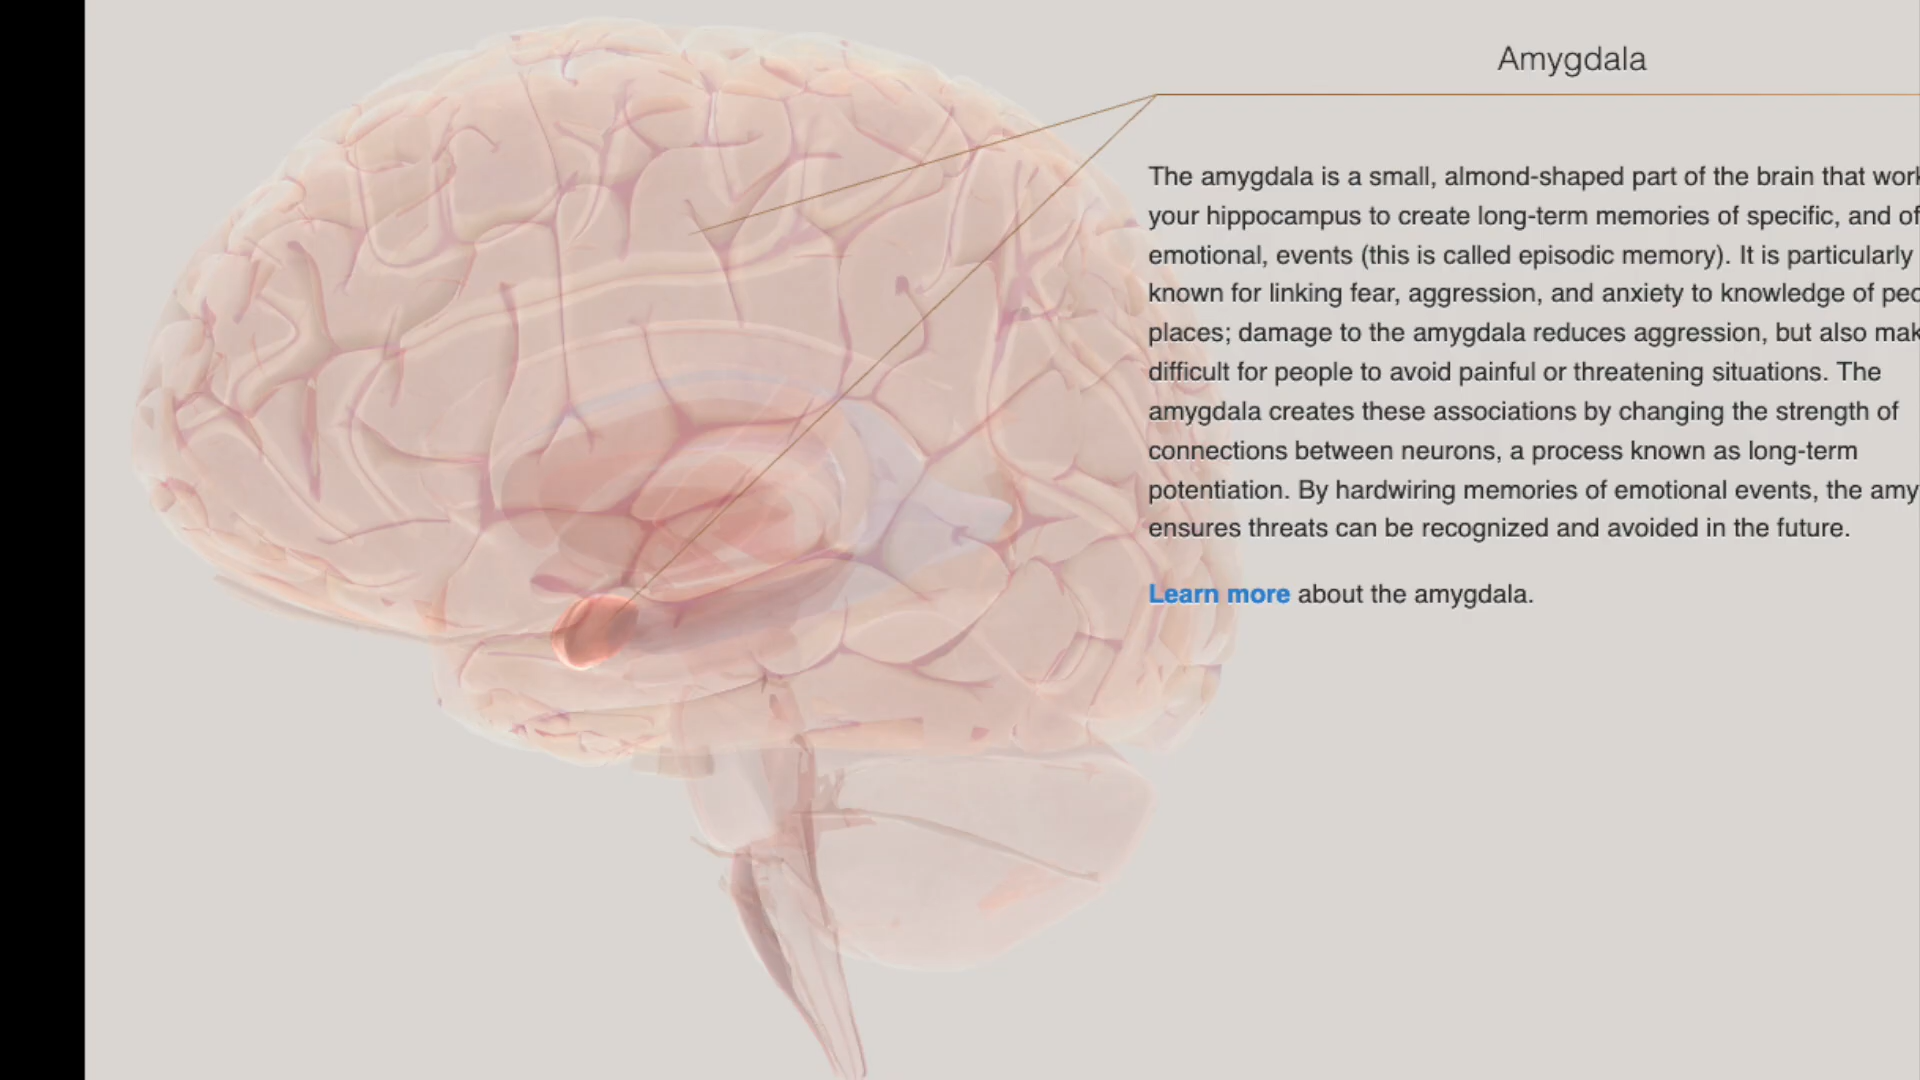 Amygdala
The amygdala is a small, almond-shaped part of the brain that
your hippocampus to create long-term memories of specific, and
emotional, events (this is called episodic memory). It is particularly
known for linking fear, aggression, and anxiety to knowledge of
places; damage to the amygdala reduces aggression, but also
difficult for people to avoid painful or threatening situations. The
amygdala creates these associations by changing the strength of
connections between neurons, a process known as long-term
potentiation. By hardwiring memories of emotional events, the
ensures threats can be recognized and avoided in the future.
Learn more about the amygdala.